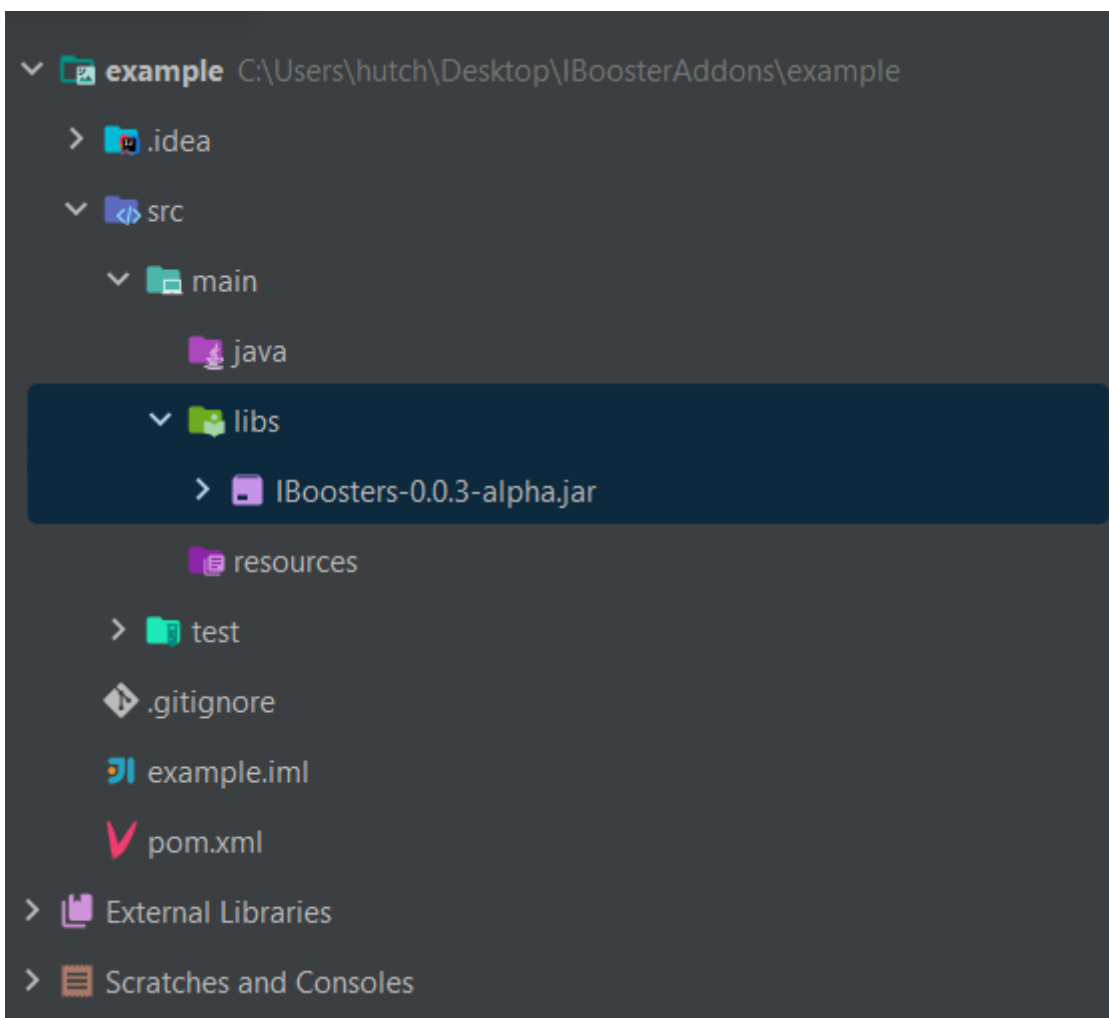 example C:\Users\hutch\Desktop\IBoosterAddons\example
.idea
src
main
java
libs
IBoosters-0.0.3-alpha.jar
resources
test
.gitignore
example.iml
pom.xml
External Libraries
Scratches and Consoles